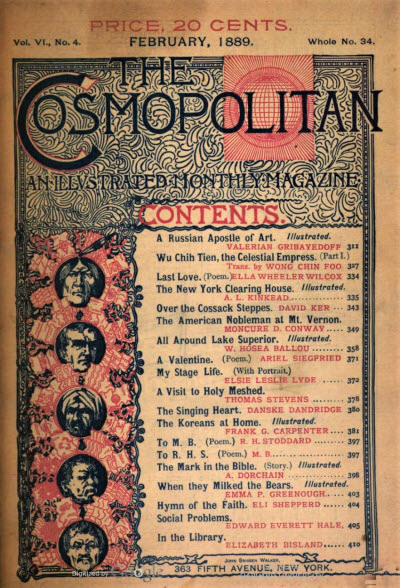 PRICE, 20 CENTS.
Vol. VI., No. 4. FEBRUARY, 1889. Whole No. 34.
THE
COSMOPOLITAN
AN ILLVSTRATED MONTHLY MAGAZINE
CONTENTS.
A Russian Apostle of Art. Illustrated.
VALERIAN GRIBAYEDOFF 311
Wu Chih Tien, the Celestial Empress. (Part I.)
Trans. by WONG CHIN FOO 327
Last Love. (Poem.) ELLA WHEELER WILCOX 334
The New York Clearing House. Illustrated.
A. L. KINKEAD.............. 335
Over the Cossack Steppes. DAVID KER ... 343
The American Nobleman at Mt. Vernon.
MONCURE D. CONWAY..... 349
All Around Lake Superior. Illustrated.
W. HOSEA BALLOU........ 358
A Valentine. (Poem.) ARIEL SIEGFRIED 371
My Stage Life. (With Portrait.)
ELSIE LESLIE LYDE ..... 372
A Visit to Holy Meshed.
THOMAS STEVENS ........ 378
The Singing Heart. DANSKE DANDRIDGE 380
The Koreans at Home. Illustrated.
FRANK G. CARPENTER... 381
To M. B. (Poem.) R. H. STODDARD ....... 397
To R. H. S. (Poem.) M. B................... 397
The Mark in the Bible. (Story.) Illustrated.
A. DORCHAIN ............. 398
When they Milked the Bears. Illustrated.
EMMA P. GREENOUGH.... 403
Hymn of the Faith. ELI SHEPPERD ..... 404
Social Problems.
EDWARD EVERETT HALE, 405
In the Library.
ELIZABETH BISLAND..... 410
JOHN BRISBEN WALKER,
363 FIFTH AVENUE, NEW YORK.
Digitized by Google